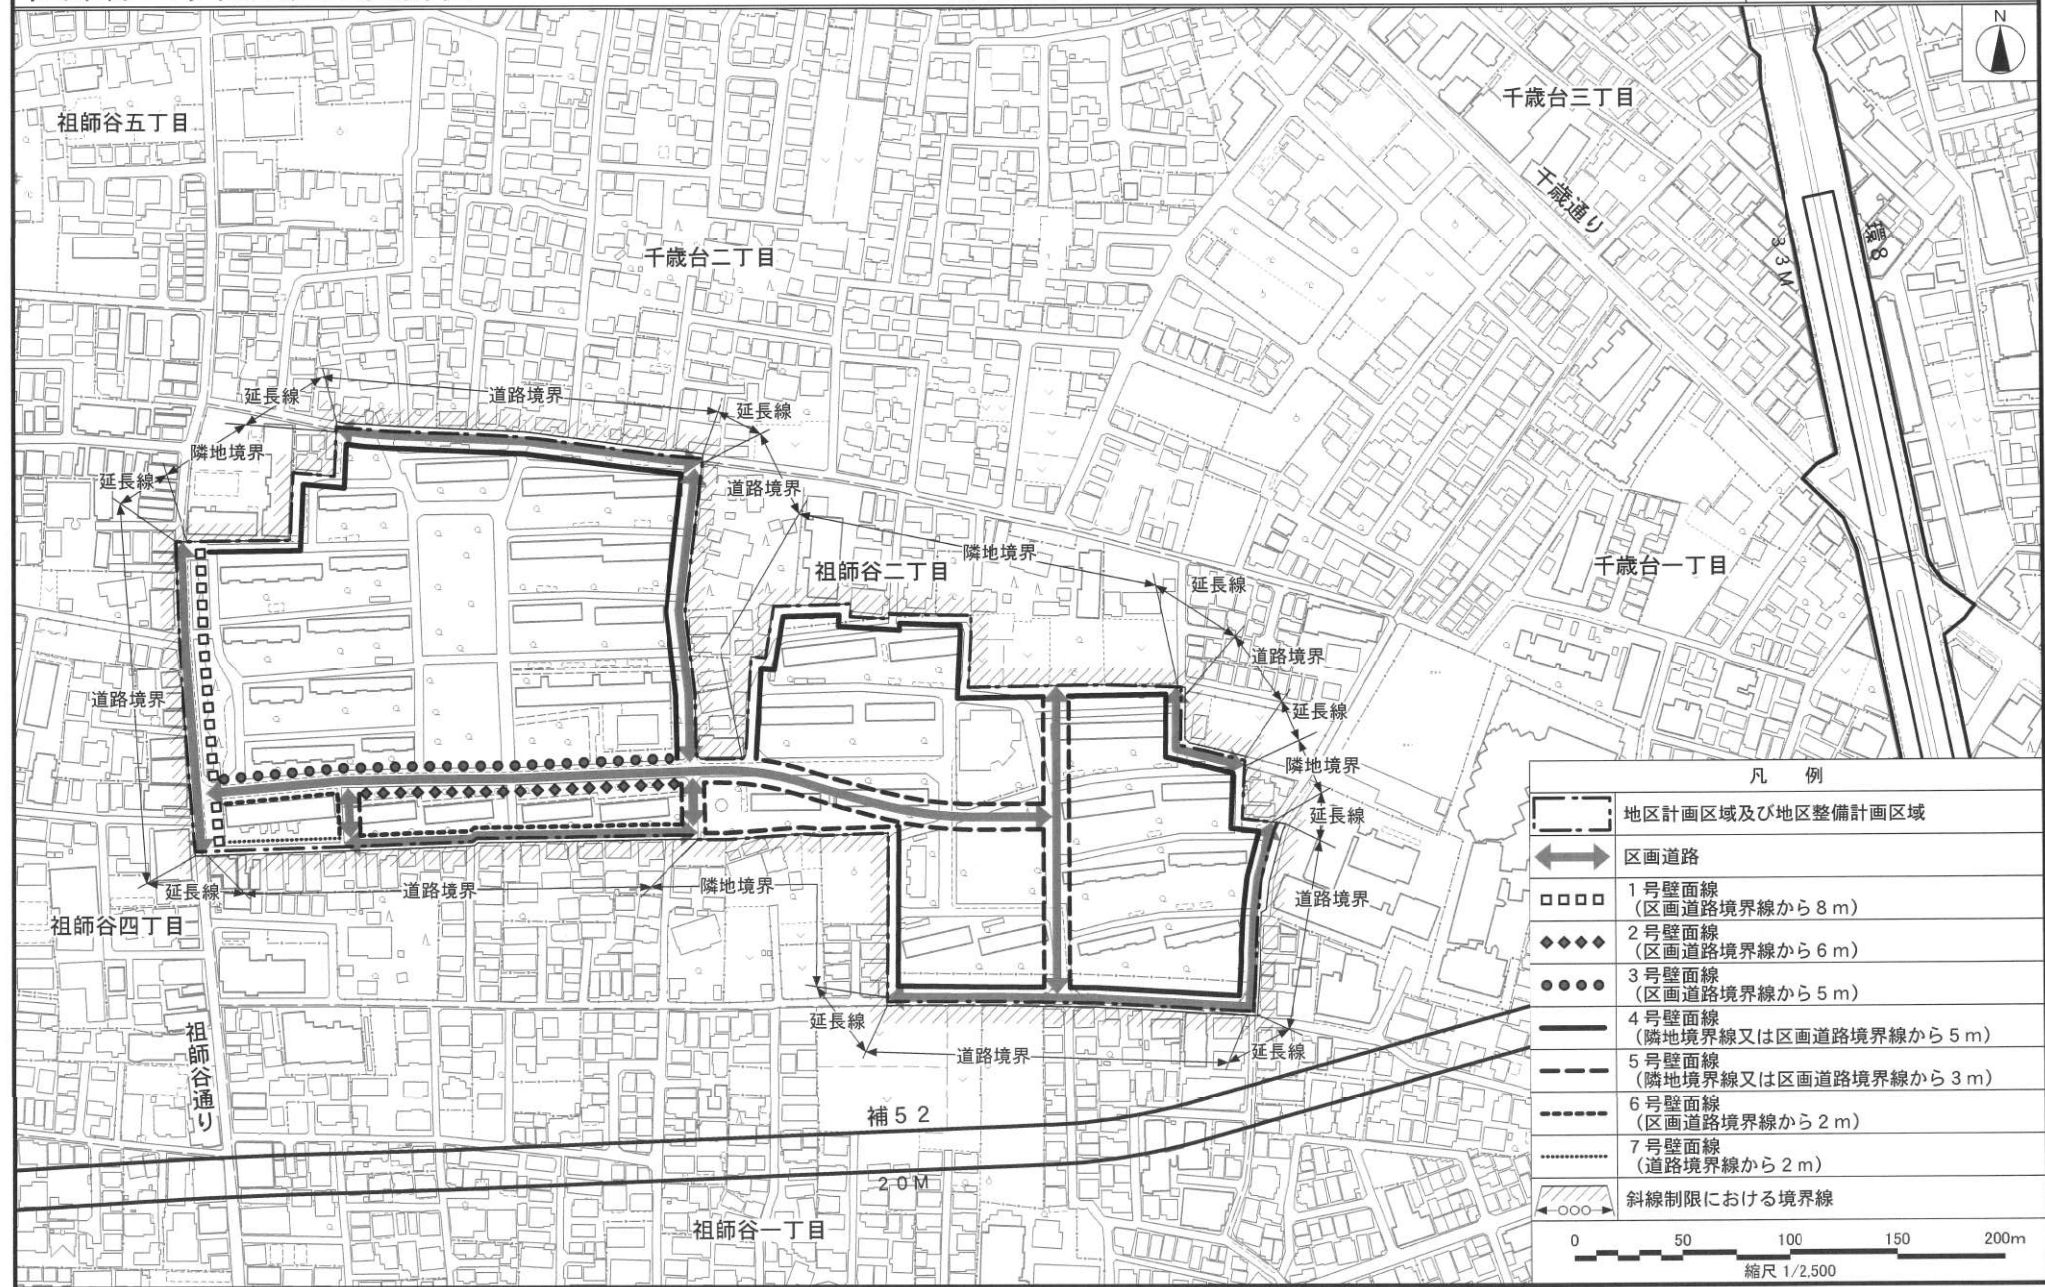 N
祖師谷五丁目
千歳台三丁目
千歳通り
環8
33M
千歳台二丁目
延長線
道路境界
延長線
隣地境界
延長線
道路境界
隣地境界
祖師谷二丁目
延長線
千歳台一丁目
道路境界
道路境界
延長線
隣地境界
延長線
道路境界
延長線
道路境界
隣地境界
祖師谷四丁目
延長線
道路境界
延長線
祖師谷通り
補52
20M
祖師谷一丁目
凡 例
地区計画区域及び地区整備計画区域
区画道路
1号壁面線
(区画道路境界線から8m)
2号壁面線
(区画道路境界線から6m)
3号壁面線
(区画道路境界線から5m)
4号壁面線
(隣地境界線又は区画道路境界線から5m)
5号壁面線
(隣地境界線又は区画道路境界線から3m)
6号壁面線
(区画道路境界線から2m)
7号壁面線
(道路境界線から2m)
○○○
斜線制限における境界線
0 50 100 150 200m
縮尺 1/2,500